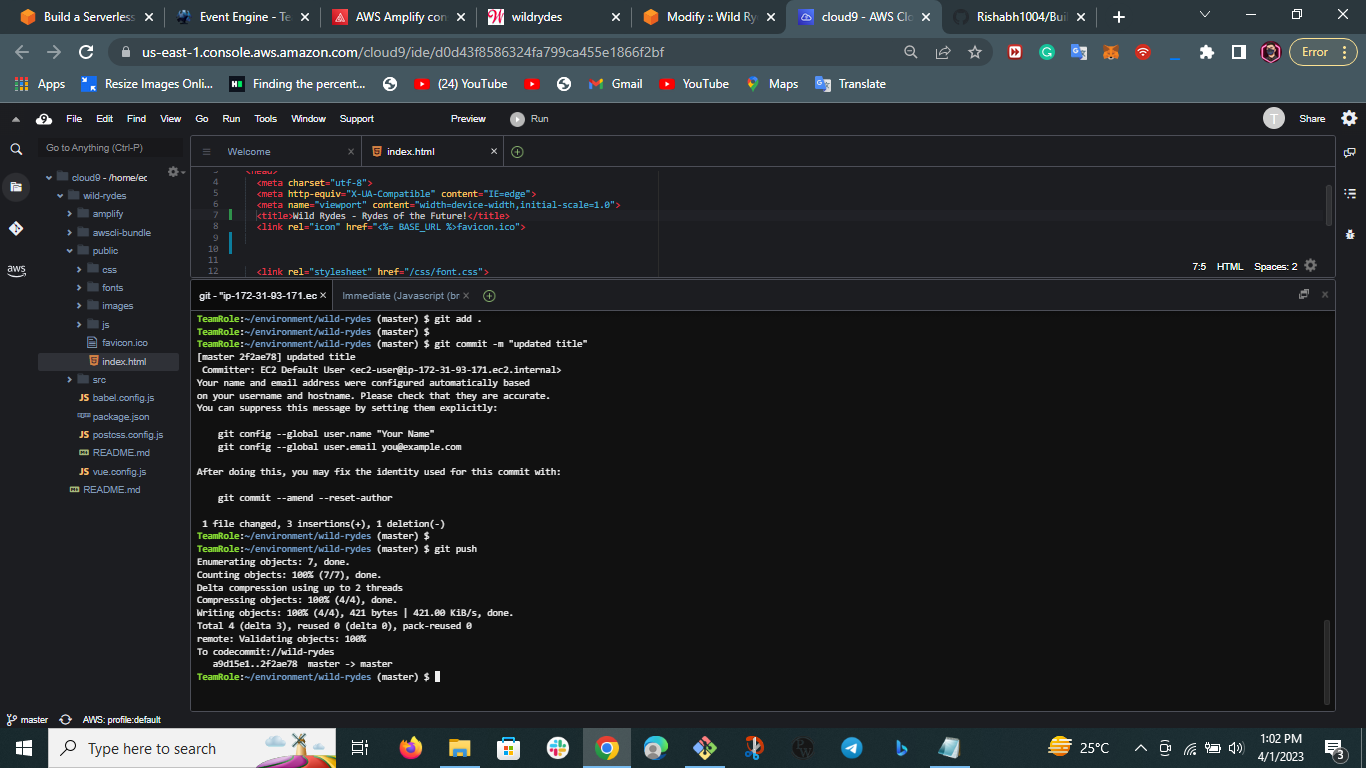 Build a Serverless
Event Engine - Te
AWS Amplify con
wildrydes
Modify :: Wild Ry
cloud9 - AWS Clo
Rishabh1004/Buil
us-east-1.console.aws.amazon.com/cloud9/ide/d0d43f8586324fa799ca455e1866f2bf
Error
Apps
Resize Images Onli...
Finding the percent...
(24) YouTube
Gmail
YouTube
Maps
Translate
File Edit Find View Go Run Tools Window Support Preview Run
T
Share
Go to Anything (Ctrl-P)
Welcome
index.html
cloud9 - /home/ec
wild-rydes
amplify
awscli-bundle
public
css
fonts
images
js
favicon.ico
index.html
src
babel.config.js
package.json
postcss.config.js
README.md
vue.config.js
README.md
aws
3 <head>
4 <meta charset="utf-8">
5 <meta http-equiv="X-UA-Compatible" content="IE=edge">
6 <meta name="viewport" content="width=device-width,initial-scale=1.0">
7 <title>Wild Rydes - Rydes of the Future!</title>
8 <link rel="icon" href="<%= BASE_URL %>favicon.ico">
9
10
11
12 <link rel="stylesheet" href="/css/font.css">
7:5 HTML Spaces: 2
git - "ip-172-31-93-171.ec
Immediate (Javascript (br
TeamRole:~/environment/wild-rydes (master) $ git add .
TeamRole:~/environment/wild-rydes (master) $
TeamRole:~/environment/wild-rydes (master) $ git commit -m "updated title"
[master 2f2ae78] updated title
Committer: EC2 Default User <ec2-user@ip-172-31-93-171.ec2.internal>
Your name and email address were configured automatically based
on your username and hostname. Please check that they are accurate.
You can suppress this message by setting them explicitly:
git config --global user.name "Your Name"
git config --global user.email you@example.com
After doing this, you may fix the identity used for this commit with:
git commit --amend --reset-author
1 file changed, 3 insertions(+), 1 deletion(-)
TeamRole:~/environment/wild-rydes (master) $
TeamRole:~/environment/wild-rydes (master) $ git push
Enumerating objects: 7, done.
Counting objects: 100% (7/7), done.
Delta compression using up to 2 threads
Compressing objects: 100% (4/4), done.
Writing objects: 100% (4/4), 421 bytes | 421.00 KiB/s, done.
Total 4 (delta 3), reused 0 (delta 0), pack-reused 0
remote: Validating objects: 100%
To codecommit://wild-rydes
a9d15e1..2f2ae78 master -> master
TeamRole:~/environment/wild-rydes (master) $
master
AWS: profile:default
Type here to search
25°C
1:02 PM
4/1/2023
3